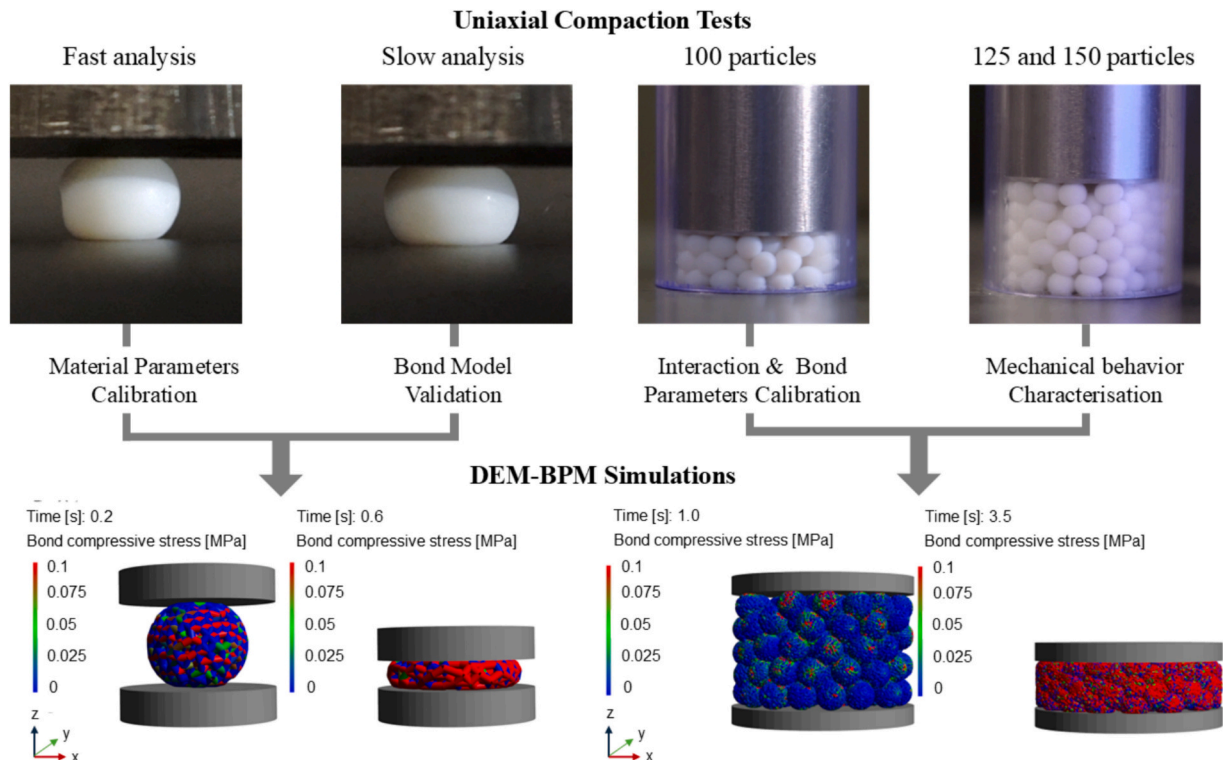 Uniaxial Compaction Tests
Fast analysis
Slow analysis
100 particles
125 and 150 particles
Material Parameters
Calibration
Bond Model
Validation
Interaction & Bond
Parameters Calibration
Mechanical behavior
Characterisation
DEM-BPM Simulations
Time [s]: 0.2
Bond compressive stress [MPa]
0.1
0.075
0.05
0.025
0
z
y
x
Time [s]: 0.6
Bond compressive stress [MPa]
0.1
0.075
0.05
0.025
0
Time [s]: 1.0
Bond compressive stress [MPa]
0.1
0.075
0.05
0.025
0
z
y
x
Time [s]: 3.5
Bond compressive stress [MPa]
0.1
0.075
0.05
0.025
0